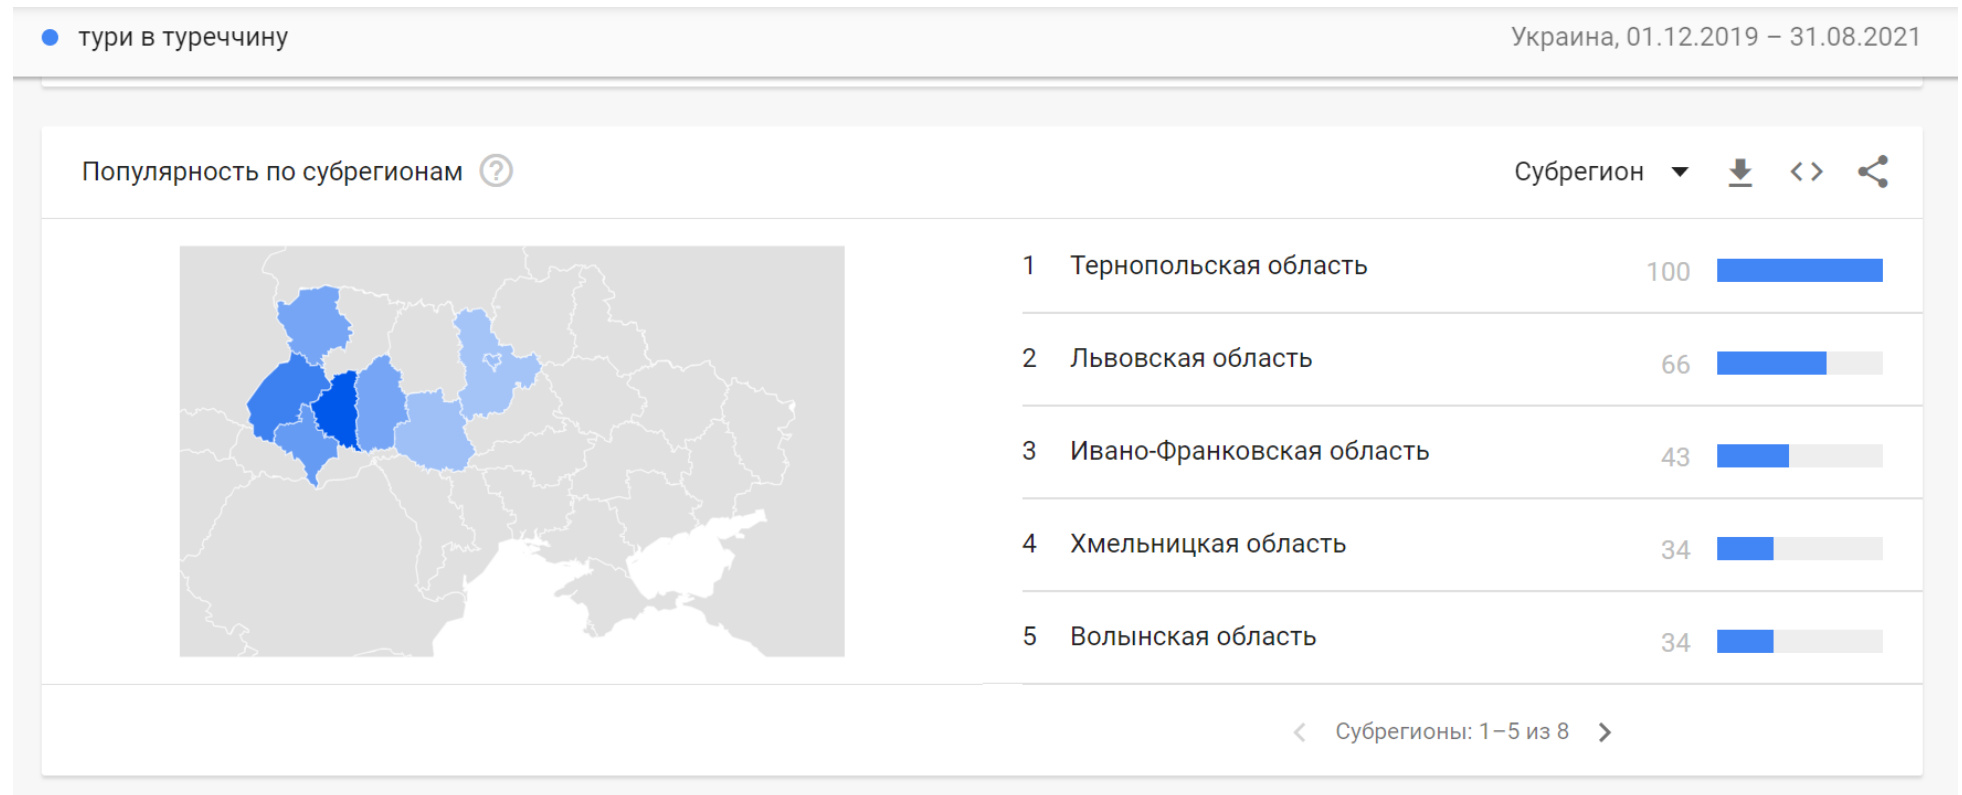 тури в туреччину
Украина, 01.12.2019 – 31.08.2021
Популярность по субрегионам ?
Субрегион
1 Тернопольская область 100
2 Львовская область 66
3 Ивано-Франковская область 43
4 Хмельницкая область 34
5 Волынская область 34
Субрегионы: 1–5 из 8